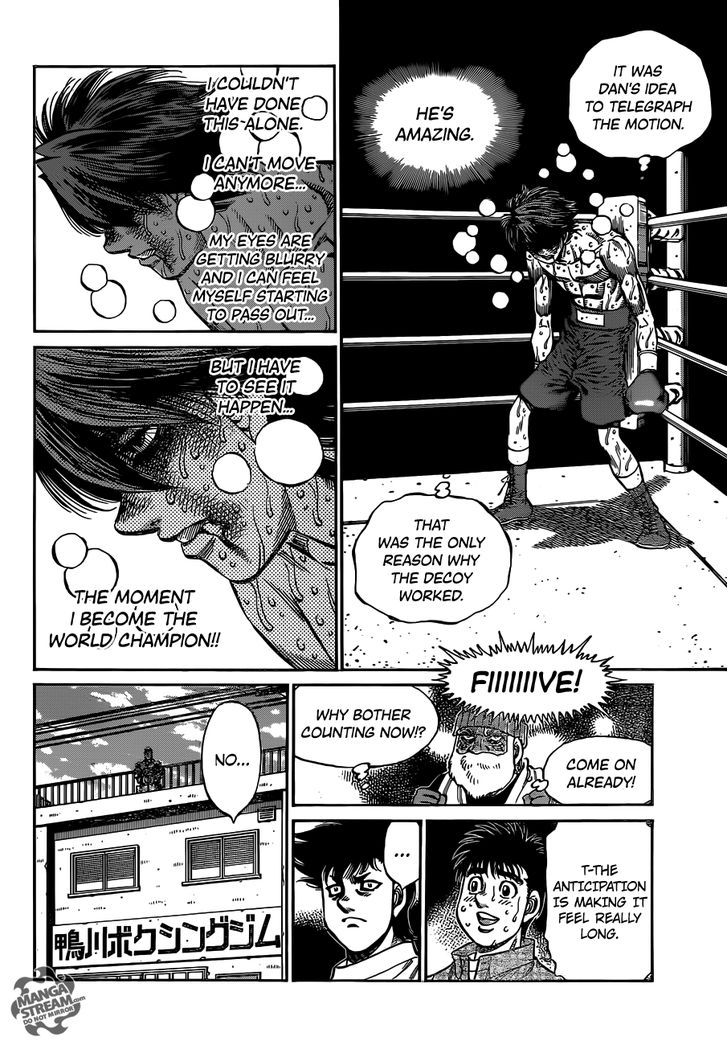 IT WAS
DAN'S IDEA
TO TELEGRAPH
THE MOTION.
HE'S
AMAZING.
THAT
WAS THE ONLY
REASON WHY
THE DECOY
WORKED.
I COULDN'T
HAVE DONE
THIS ALONE.
I CAN'T MOVE
ANYMORE...
MY EYES ARE
GETTING BLURRY
AND I CAN FEEL
MYSELF STARTING
TO PASS OUT...
BUT I HAVE
TO SEE IT
HAPPEN...
THE MOMENT
I BECOME THE
WORLD CHAMPION!!
FIIIIIIVE!
WHY BOTHER
COUNTING NOW!?
COME ON
ALREADY!
T-THE
ANTICIPATION
IS MAKING IT
FEEL REALLY
LONG.
...
NO...
鴨川ボクシングジム
MANGA
STREAM.com
DO NOT MIRROR